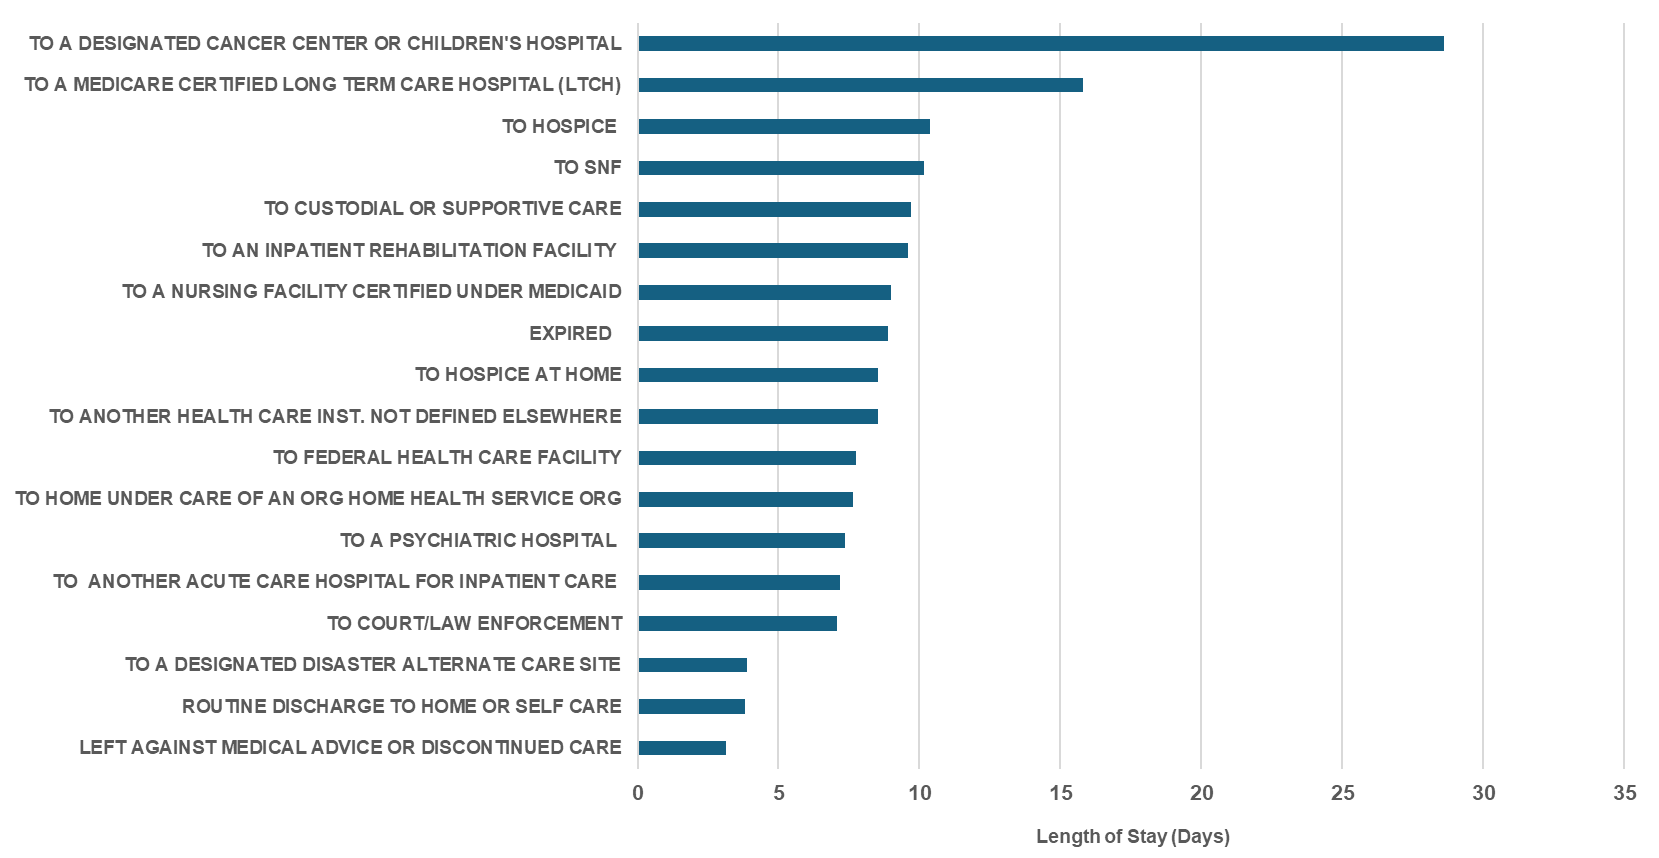 TO A DESIGNATED CANCER CENTER OR CHILDREN'S HOSPITAL
TO A MEDICARE CERTIFIED LONG TERM CARE HOSPITAL (LTCH)
TO HOSPICE
TO SNF
TO CUSTODIAL OR SUPPORTIVE CARE
TO AN INPATIENT REHABILITATION FACILITY
TO A NURSING FACILITY CERTIFIED UNDER MEDICAID
EXPIRED
TO HOSPICE AT HOME
TO ANOTHER HEALTH CARE INST. NOT DEFINED ELSEWHERE
TO FEDERAL HEALTH CARE FACILITY
TO HOME UNDER CARE OF AN ORG HOME HEALTH SERVICE ORG
TO A PSYCHIATRIC HOSPITAL
TO ANOTHER ACUTE CARE HOSPITAL FOR INPATIENT CARE
TO COURT/LAW ENFORCEMENT
TO A DESIGNATED DISASTER ALTERNATE CARE SITE
ROUTINE DISCHARGE TO HOME OR SELF CARE
LEFT AGAINST MEDICAL ADVICE OR DISCONTINUED CARE
0 5 10 15 20 25 30 35
Length of Stay (Days)